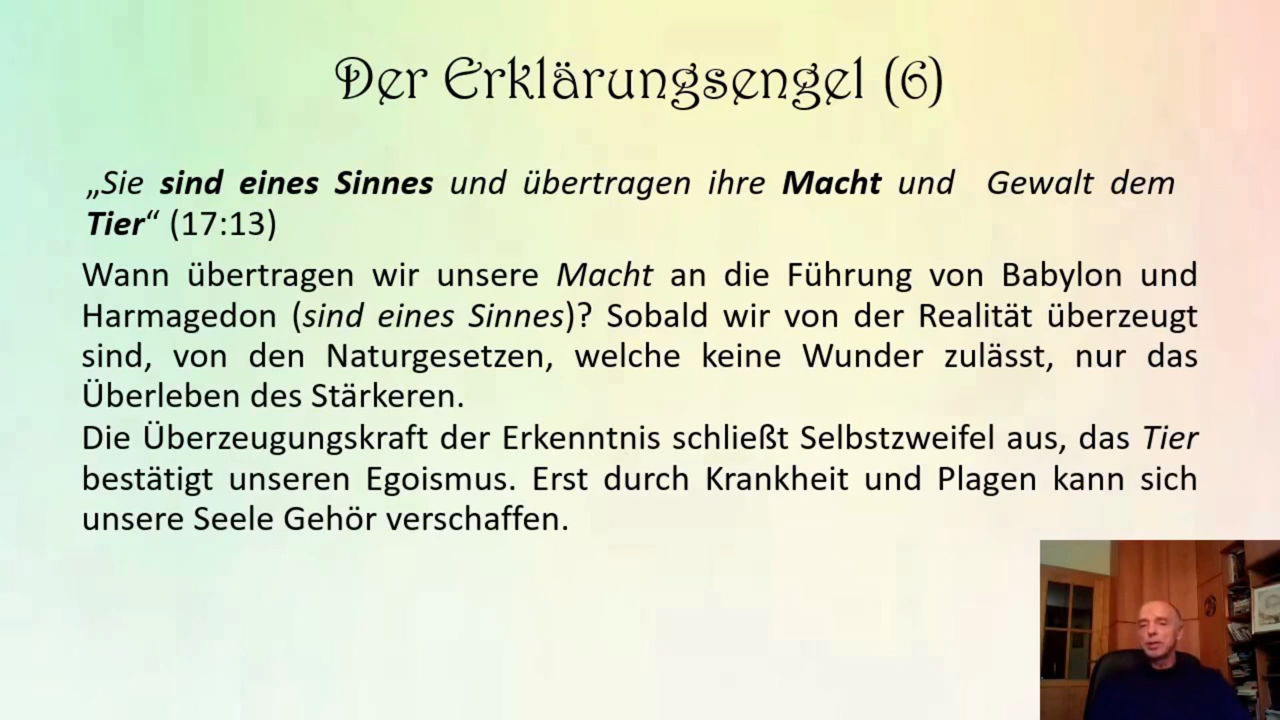 Der Erklärungsengel (6)
„Sie sind eines Sinnes und übertragen ihre Macht und Gewalt dem
Tier“ (17:13)
Wann übertragen wir unsere Macht an die Führung von Babylon und
Harmagedon (sind eines Sinnes)? Sobald wir von der Realität überzeugt
sind, von den Naturgesetzen, welche keine Wunder zulässt, nur das
Überleben des Stärkeren.
Die Überzeugungskraft der Erkenntnis schließt Selbstzweifel aus, das Tier
bestätigt unseren Egoismus. Erst durch Krankheit und Plagen kann sich
unsere Seele Gehör verschaffen.